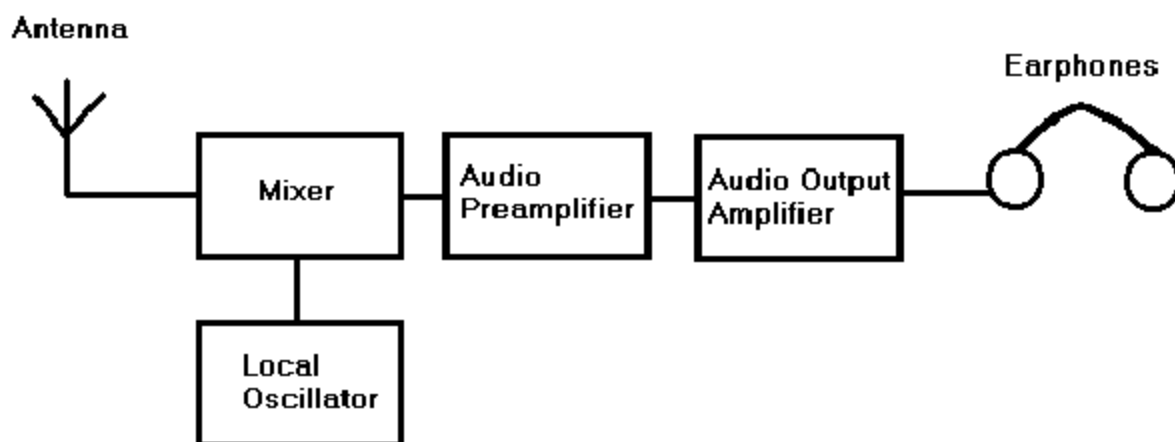 Antenna
Earphones
Mixer
Audio
Preamplifier
Audio Output
Amplifier
Local
Oscillator